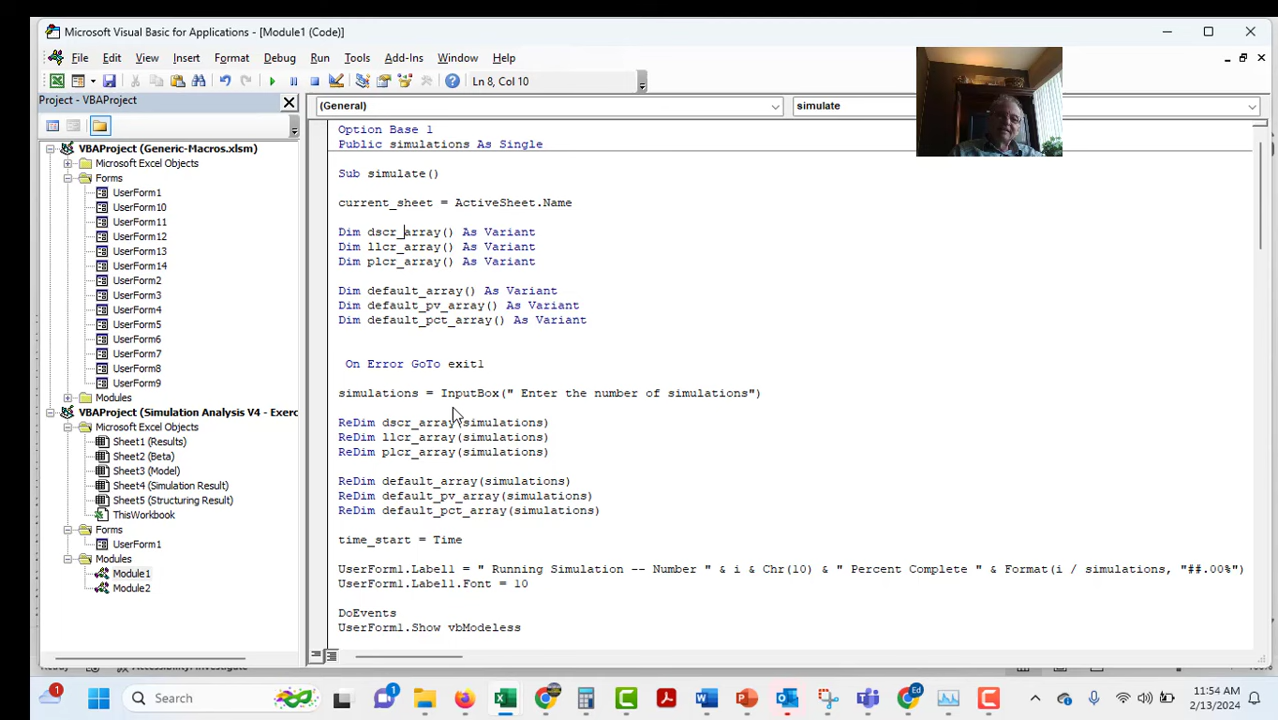 Microsoft Visual Basic for Applications - [Module1 (Code)]
File Edit View Insert Format Debug Run Tools Add-Ins Window Help
Ln 8, Col 10
Project - VBAProject
(General)
simulate
VBAProject (Generic-Macros.xlsm)
Microsoft Excel Objects
Forms
UserForm1
UserForm10
UserForm11
UserForm12
UserForm13
UserForm14
UserForm2
UserForm3
UserForm4
UserForm5
UserForm6
UserForm7
UserForm8
UserForm9
Modules
VBAProject (Simulation Analysis V4 - Exerc
Microsoft Excel Objects
Sheet1 (Results)
Sheet2 (Beta)
Sheet3 (Model)
Sheet4 (Simulation Result)
Sheet5 (Structuring Result)
ThisWorkbook
Forms
UserForm1
Modules
Module1
Module2
Option Base 1
Public simulations As Single
Sub simulate()
current_sheet = ActiveSheet.Name
Dim dscr_array() As Variant
Dim llcr_array() As Variant
Dim plcr_array() As Variant
Dim default_array() As Variant
Dim default_pv_array() As Variant
Dim default_pct_array() As Variant
On Error GoTo exit1
simulations = InputBox(" Enter the number of simulations")
ReDim dscr_array(simulations)
ReDim llcr_array(simulations)
ReDim plcr_array(simulations)
ReDim default_array(simulations)
ReDim default_pv_array(simulations)
ReDim default_pct_array(simulations)
time_start = Time
UserForm1.Label1 = " Running Simulation -- Number " & i & Chr(10) & " Percent Complete " & Format(i / simulations, "##.00%")
UserForm1.Label1.Font = 10
DoEvents
UserForm1.Show vbModeless
Search
11:54 AM
2/13/2024